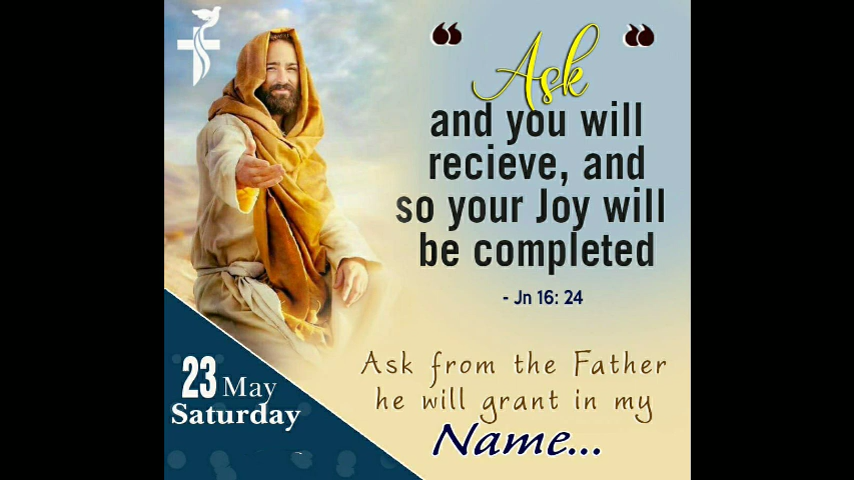 ❝ Ask ❞
and you will
recieve, and
so your Joy will
be completed
- Jn 16: 24
Ask from the Father
he will grant in my
Name...
23 May
Saturday